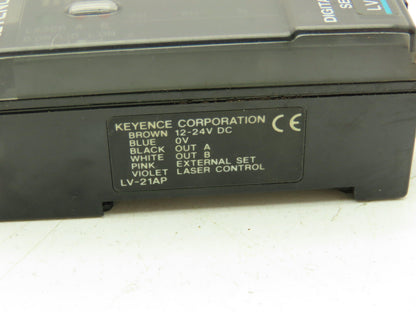 DIGITAL
SE
LV
KEYENCE CORPORATION CE
BROWN 12-24V DC
BLUE 0V
BLACK OUT A
WHITE OUT B
PINK EXTERNAL SET
VIOLET LASER CONTROL
LV-21AP